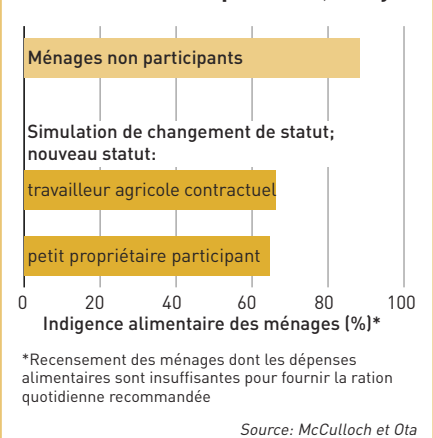 Ménages non participants
Simulation de changement de statut;
nouveau statut:
travailleur agricole contractuel
petit propriétaire participant
0 20 40 60 80 100
Indigence alimentaire des ménages (%)*
*Recensement des ménages dont les dépenses
alimentaires sont insuffisantes pour fournir la ration
quotidienne recommandée
Source: McCulloch et Ota